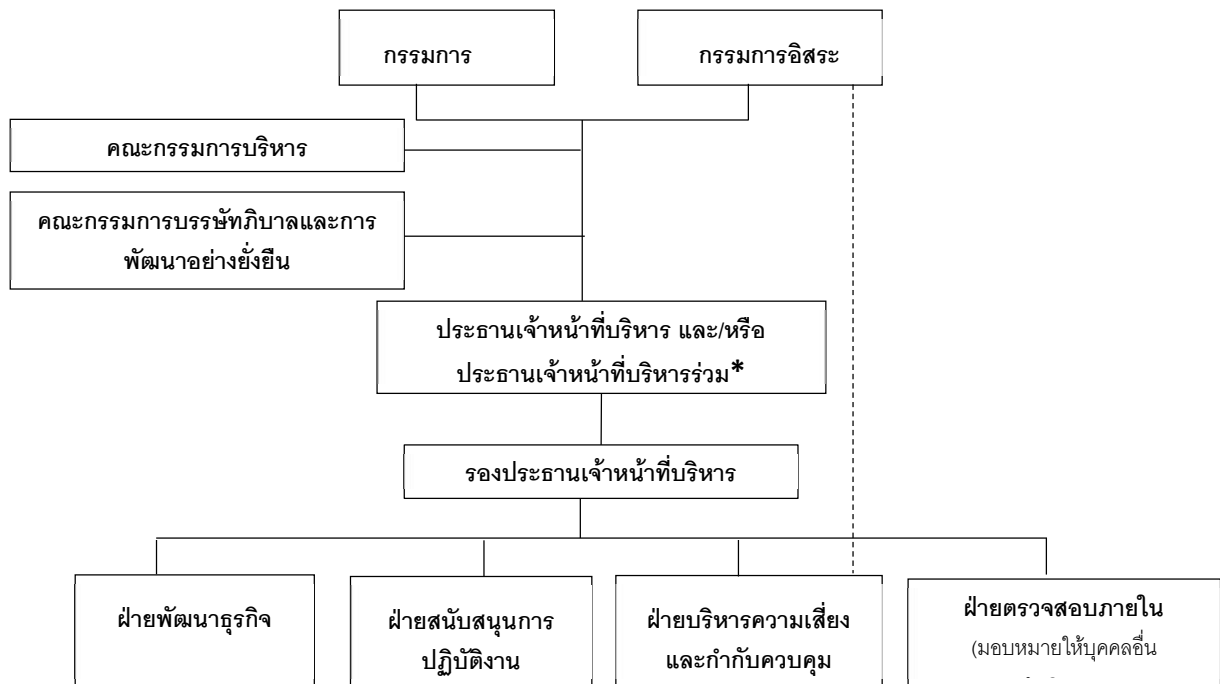 กรรมการ
กรรมการอิสระ
คณะกรรมการบริหาร
คณะกรรมการบรรษัทภิบาลและการ
พัฒนาอย่างยั่งยืน
ประธานเจ้าหน้าที่บริหาร และ/หรือ
ประธานเจ้าหน้าที่บริหารร่วม*
รองประธานเจ้าหน้าที่บริหาร
ฝ่ายพัฒนาธุรกิจ
ฝ่ายสนับสนุนการ
ปฏิบัติงาน
ฝ่ายบริหารความเสี่ยง
และกำกับควบคุม
ฝ่ายตรวจสอบภายใน
(มอบหมายให้บุคคลอื่น